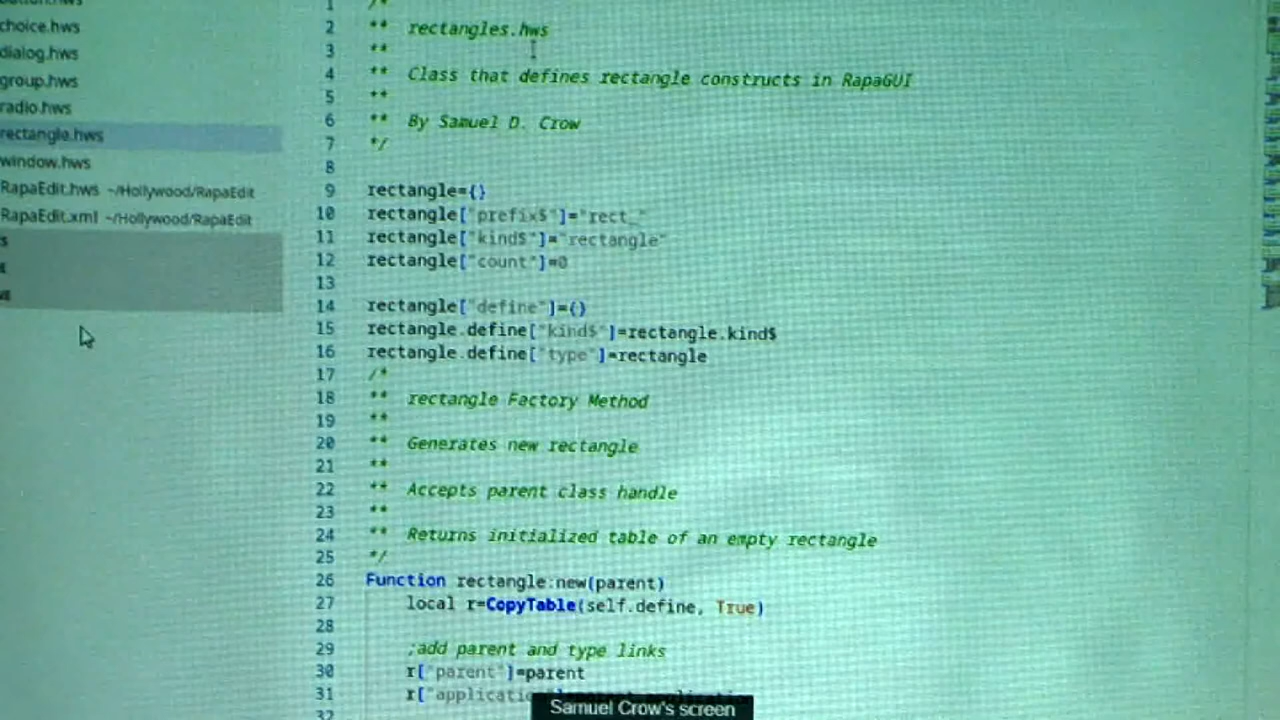 choice.hws
dialog.hws
group.hws
radio.hws
rectangle.hws
window.hws
RapaEdit.hws ~/Hollywood/RapaEdit
RapaEdit.xml ~/Hollywood/RapaEdit
1 /*
2 ** rectangles.hws
3 **
4 ** Class that defines rectangle constructs in RapaGUI
5 **
6 ** By Samuel D. Crow
7 */
8
9 rectangle={}
10 rectangle["prefix$"]="rect_"
11 rectangle["kind$"]="rectangle"
12 rectangle["count"]=0
13
14 rectangle["define"]={}
15 rectangle.define["kind$"]=rectangle.kind$
16 rectangle.define["type"]=rectangle
17 /*
18 ** rectangle Factory Method
19 **
20 ** Generates new rectangle
21 **
22 ** Accepts parent class handle
23 **
24 ** Returns initialized table of an empty rectangle
25 */
26 Function rectangle:new(parent)
27 local r=CopyTable(self.define, True)
28
29 ;add parent and type links
30 r["parent"]=parent
31 r["applicatio
32
Samuel Crow's screen